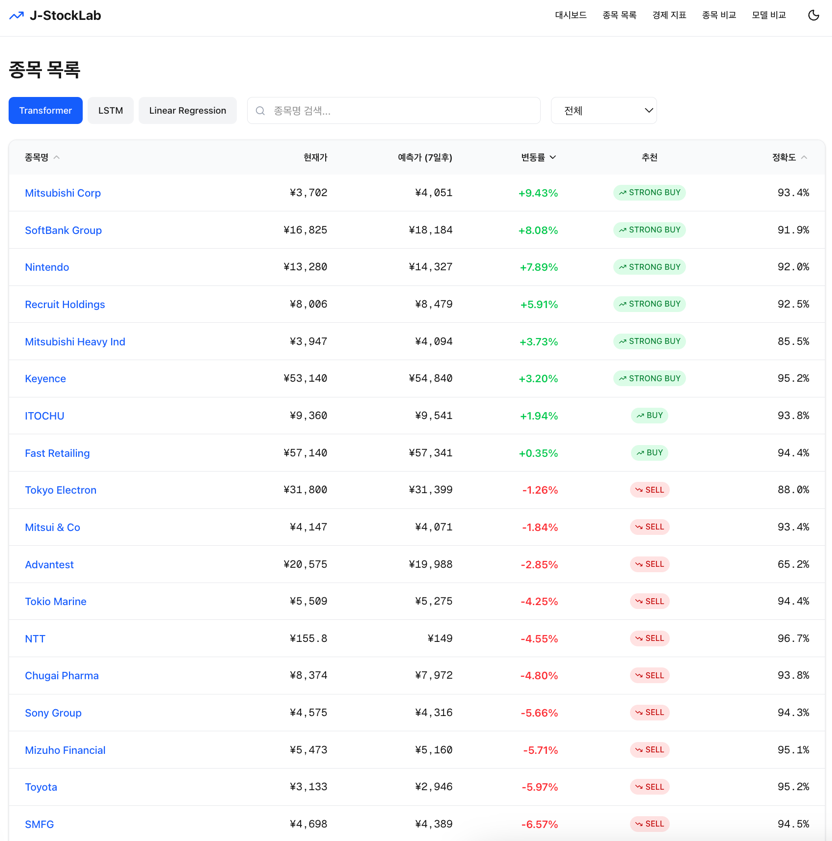 J-StockLab 대시보드 종목 목록 경제 지표 종목 비교 모델 비교
종목 목록
Transformer LSTM Linear Regression 종목명 검색... 전체
종목명 현재가 예측가 (7일후) 변동률 추천 정확도
Mitsubishi Corp ¥3,702 ¥4,051 +9.43% STRONG BUY 93.4%
SoftBank Group ¥16,825 ¥18,184 +8.08% STRONG BUY 91.9%
Nintendo ¥13,280 ¥14,327 +7.89% STRONG BUY 92.0%
Recruit Holdings ¥8,006 ¥8,479 +5.91% STRONG BUY 92.5%
Mitsubishi Heavy Ind ¥3,947 ¥4,094 +3.73% STRONG BUY 85.5%
Keyence ¥53,140 ¥54,840 +3.20% STRONG BUY 95.2%
ITOCHU ¥9,360 ¥9,541 +1.94% BUY 93.8%
Fast Retailing ¥57,140 ¥57,341 +0.35% BUY 94.4%
Tokyo Electron ¥31,800 ¥31,399 -1.26% SELL 88.0%
Mitsui & Co ¥4,147 ¥4,071 -1.84% SELL 93.4%
Advantest ¥20,575 ¥19,988 -2.85% SELL 65.2%
Tokio Marine ¥5,509 ¥5,275 -4.25% SELL 94.4%
NTT ¥155.8 ¥149 -4.55% SELL 96.7%
Chugai Pharma ¥8,374 ¥7,972 -4.80% SELL 93.8%
Sony Group ¥4,575 ¥4,316 -5.66% SELL 94.3%
Mizuho Financial ¥5,473 ¥5,160 -5.71% SELL 95.1%
Toyota ¥3,133 ¥2,946 -5.97% SELL 95.2%
SMFG ¥4,698 ¥4,389 -6.57% SELL 94.5%